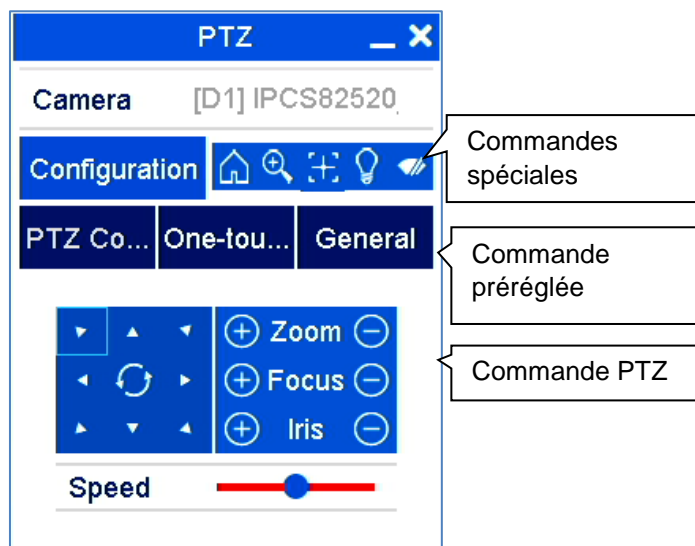 PTZ
Camera [D1] IPCS82520
Configuration
Commandes
spéciales
PTZ Co... One-tou... General
Commande
préréglée
Zoom
Focus
Iris
Commande PTZ
Speed